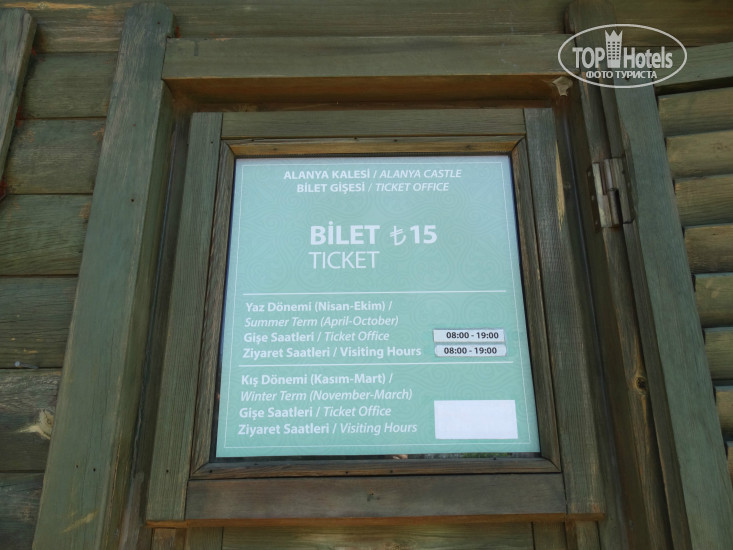 TOP Hotels
ФОТО ТУРИСТА
ALANYA KALESİ / ALANYA CASTLE
BİLET GİŞESİ / TICKET OFFICE
BİLET ₺ 15
TICKET
Yaz Dönemi (Nisan-Ekim) /
Summer Term (April-October)
Gişe Saatleri / Ticket Office 08:00 - 19:00
Ziyaret Saatleri / Visiting Hours 08:00 - 19:00
Kış Dönemi (Kasım-Mart) /
Winter Term (November-March)
Gişe Saatleri / Ticket Office
Ziyaret Saatleri / Visiting Hours